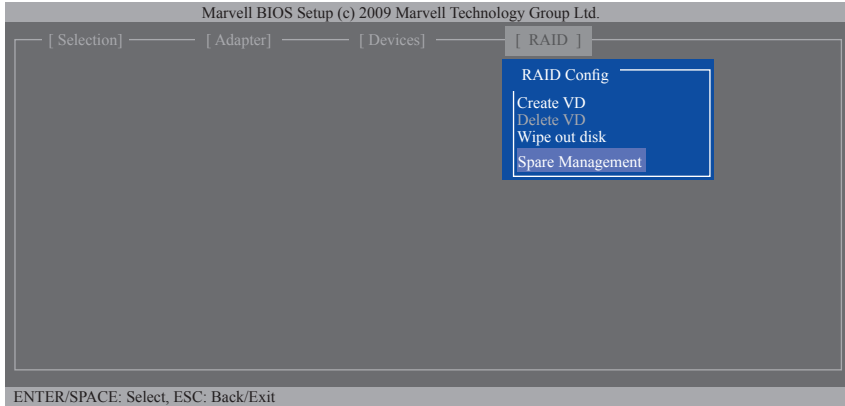 Marvell BIOS Setup (c) 2009 Marvell Technology Group Ltd.
[ Selection] [ Adapter] [ Devices] [ RAID ]
RAID Config
Create VD
Delete VD
Wipe out disk
Spare Management
ENTER/SPACE: Select, ESC: Back/Exit